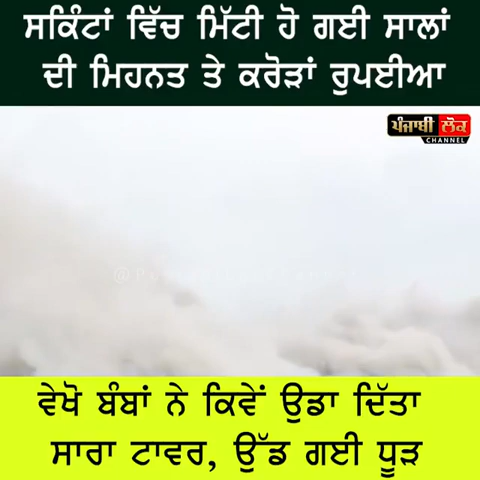 ਸਕਿੰਟਾਂ ਵਿੱਚ ਮਿੱਟੀ ਹੋ ਗਈ ਸਾਲਾਂ
ਦੀ ਮਿਹਨਤ ਤੇ ਕਰੋੜਾਂ ਰੁਪਈਆ
ਪੰਜਾਬੀ ਲੋਕ
CHANNEL
ਵੇਖੋ ਬੰਬਾਂ ਨੇ ਕਿਵੇਂ ਉਡਾ ਦਿੱਤਾ
ਸਾਰਾ ਟਾਵਰ, ਉੱਡ ਗਈ ਧੂੜ